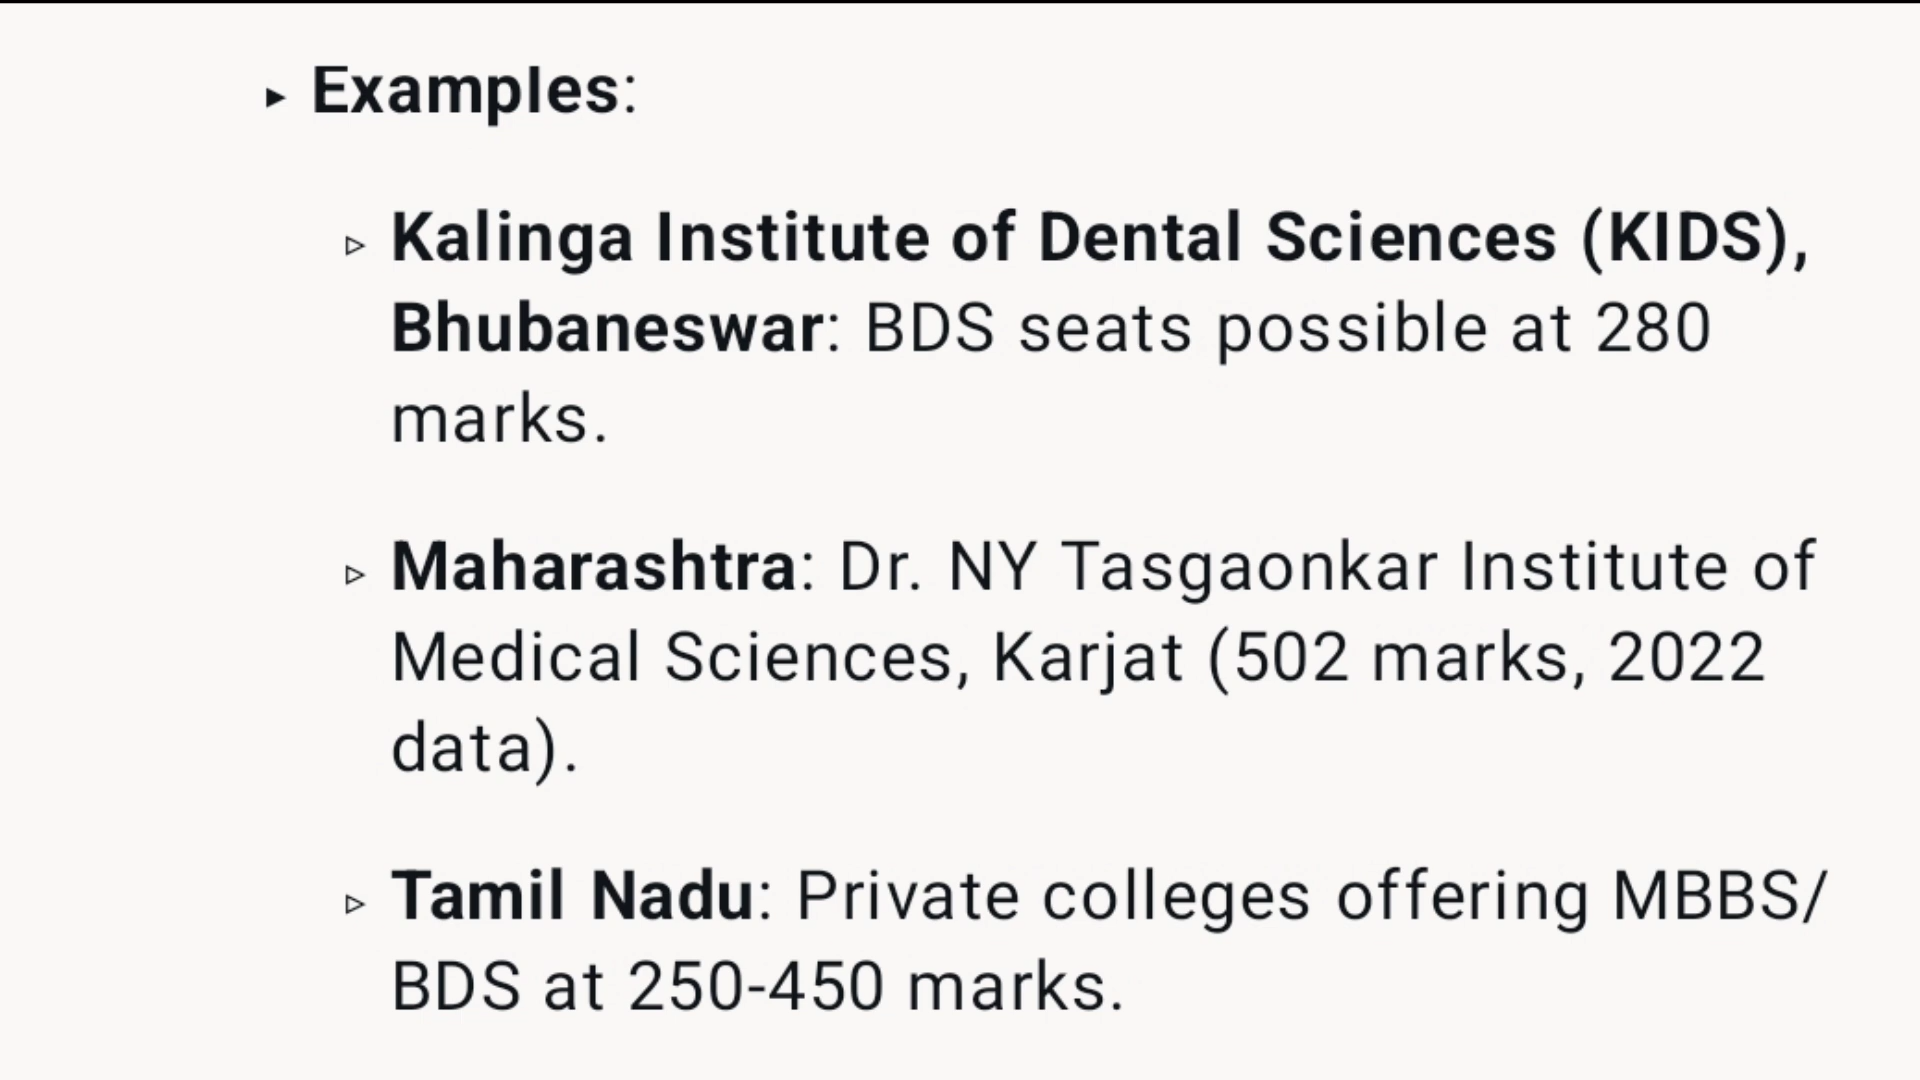 ▸ Examples:
▹ Kalinga Institute of Dental Sciences (KIDS),
Bhubaneswar: BDS seats possible at 280
marks.
▹ Maharashtra: Dr. NY Tasgaonkar Institute of
Medical Sciences, Karjat (502 marks, 2022
data).
▹ Tamil Nadu: Private colleges offering MBBS/
BDS at 250-450 marks.